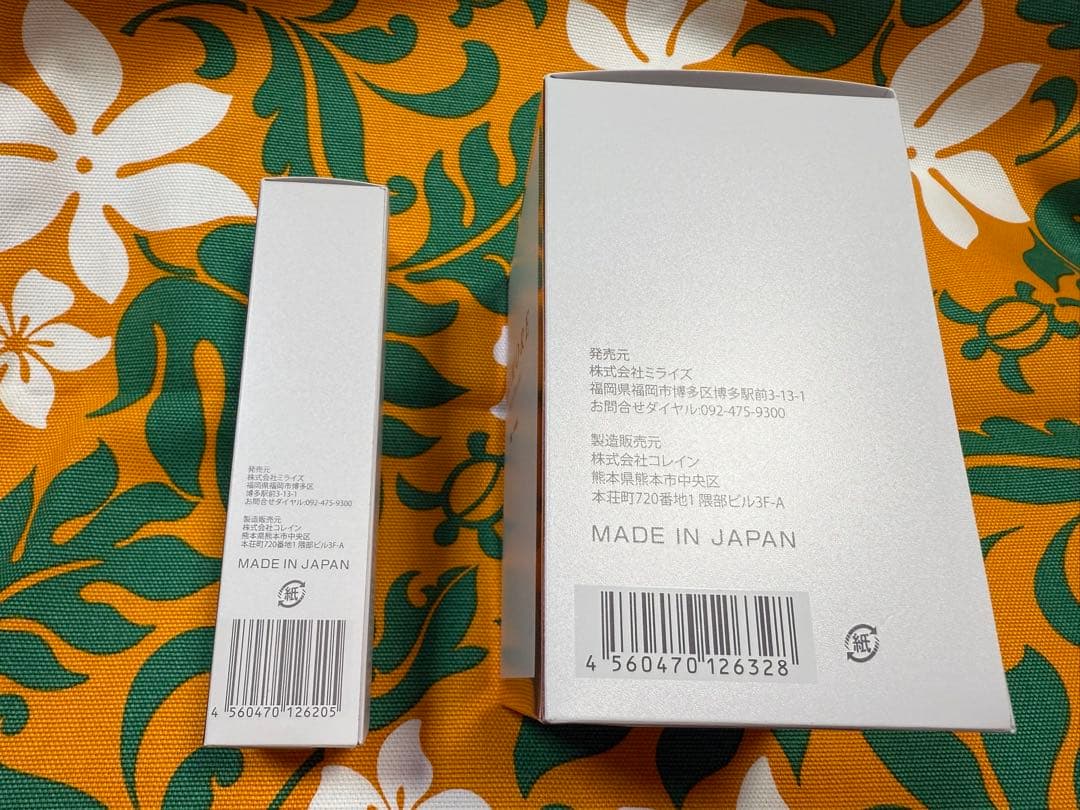 発売元
株式会社ミライズ
福岡県福岡市博多区
博多駅前3-13-1
お問合せダイヤル:092-475-9300
製造販売元
株式会社コレイン
熊本県熊本市中央区
本荘町720番地1 隈部ビル3F-A
MADE IN JAPAN
紙
4 560470 126205
発売元
株式会社ミライズ
福岡県福岡市博多区博多駅前3-13-1
お問合せダイヤル:092-475-9300
製造販売元
株式会社コレイン
熊本県熊本市中央区
本荘町720番地1 隈部ビル3F-A
MADE IN JAPAN
4 560470 126328
紙